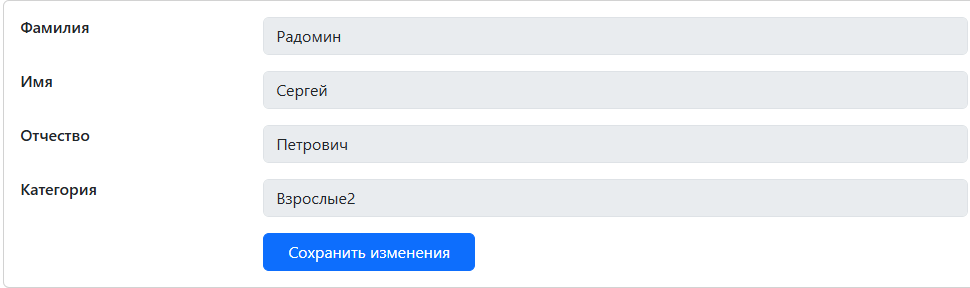 Фамилия Радомин
Имя Сергей
Отчество Петрович
Категория Взрослые2
Сохранить изменения